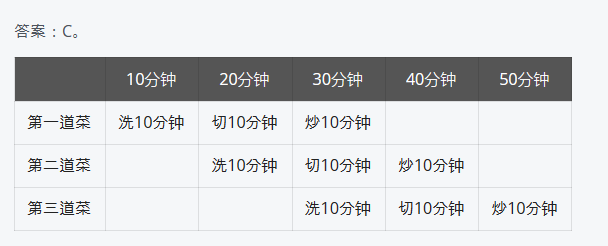 答案：C。
10分钟 20分钟 30分钟 40分钟 50分钟
第一道菜 洗10分钟 切10分钟 炒10分钟
第二道菜 洗10分钟 切10分钟 炒10分钟
第三道菜 洗10分钟 切10分钟 炒10分钟